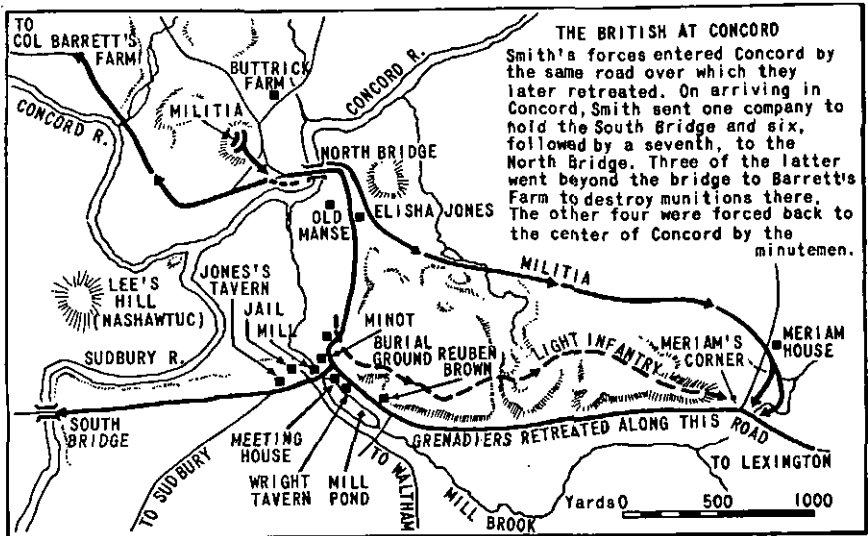 THE BRITISH AT CONCORD
Smith's forces entered Concord by
the same road over which they
later retreated. On arriving in
Concord, Smith sent one company to
hold the South Bridge and six,
followed by a seventh, to the
North Bridge. Three of the latter
went beyond the bridge to Barrett's
Farm to destroy munitions there.
The other four were forced back to
the center of Concord by the
minutemen.
TO
COL BARRETT'S
FARM
BUTTRICK
FARM
MILITIA
CONCORD R.
CONCORD R.
NORTH BRIDGE
OLD
MANSE
ELISHA JONES
MILITIA
LEE'S
HILL
(NASHAWTUC)
JONES'S
TAVERN
JAIL
MILL
MINOT
BURIAL
GROUND
REUBEN
BROWN
LIGHT INFANTRY
MERIAM'S
CORNER
MERIAM
HOUSE
SUDBURY R.
SOUTH
BRIDGE
MEETING
HOUSE
WRIGHT
TAVERN
MILL
POND
GRENADIERS RETREATED ALONG THIS ROAD
TO LEXINGTON
TO SUDBURY
TO WALTHAM
MILL BROOK
Yards 0 500 1000